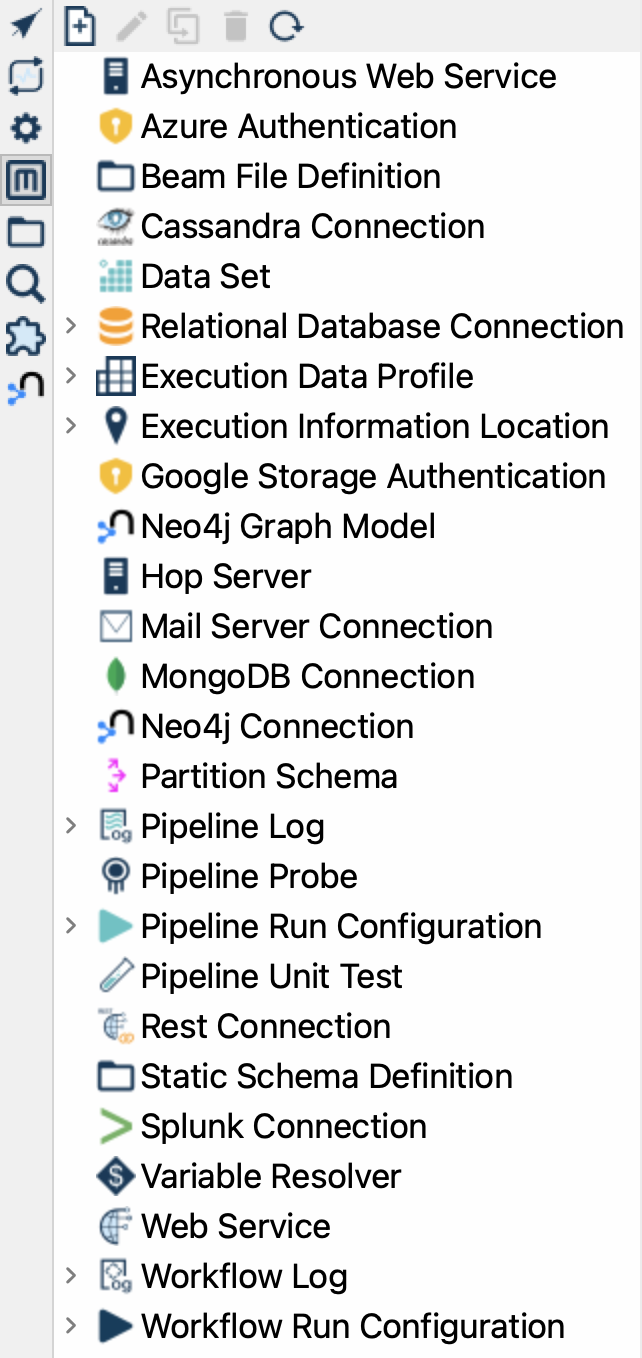 Asynchronous Web Service
Azure Authentication
Beam File Definition
Cassandra Connection
Data Set
Relational Database Connection
Execution Data Profile
Execution Information Location
Google Storage Authentication
Neo4j Graph Model
Hop Server
Mail Server Connection
MongoDB Connection
Neo4j Connection
Partition Schema
Log Pipeline Log
Pipeline Probe
Pipeline Run Configuration
Pipeline Unit Test
Rest Connection
Static Schema Definition
Splunk Connection
Variable Resolver
Web Service
Log Workflow Log
Workflow Run Configuration